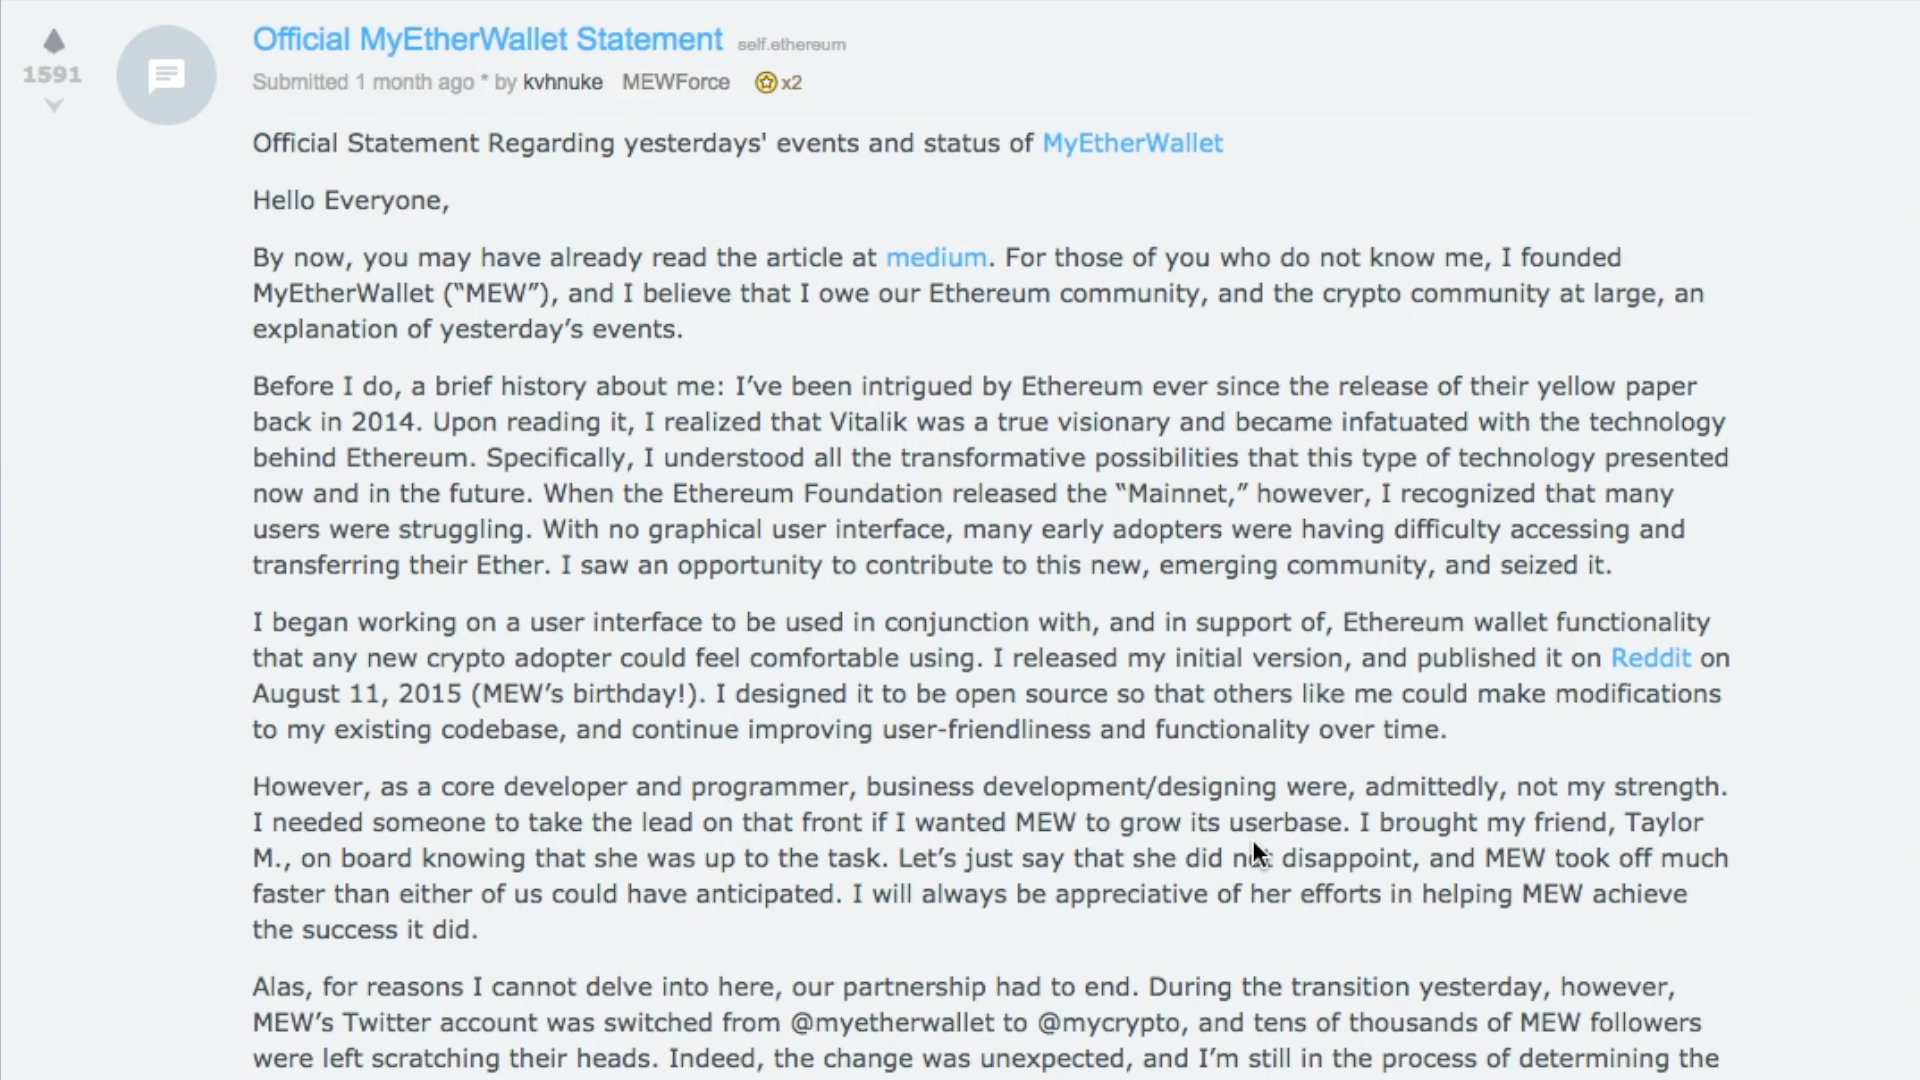 Official MyEtherWallet Statement self.ethereum
1591
Submitted 1 month ago * by kvhnuke MEWForce x2
Official Statement Regarding yesterdays' events and status of MyEtherWallet
Hello Everyone,
By now, you may have already read the article at medium. For those of you who do not know me, I founded
MyEtherWallet (“MEW”), and I believe that I owe our Ethereum community, and the crypto community at large, an
explanation of yesterday’s events.
Before I do, a brief history about me: I’ve been intrigued by Ethereum ever since the release of their yellow paper
back in 2014. Upon reading it, I realized that Vitalik was a true visionary and became infatuated with the technology
behind Ethereum. Specifically, I understood all the transformative possibilities that this type of technology presented
now and in the future. When the Ethereum Foundation released the “Mainnet,” however, I recognized that many
users were struggling. With no graphical user interface, many early adopters were having difficulty accessing and
transferring their Ether. I saw an opportunity to contribute to this new, emerging community, and seized it.
I began working on a user interface to be used in conjunction with, and in support of, Ethereum wallet functionality
that any new crypto adopter could feel comfortable using. I released my initial version, and published it on Reddit on
August 11, 2015 (MEW’s birthday!). I designed it to be open source so that others like me could make modifications
to my existing codebase, and continue improving user-friendliness and functionality over time.
However, as a core developer and programmer, business development/designing were, admittedly, not my strength.
I needed someone to take the lead on that front if I wanted MEW to grow its userbase. I brought my friend, Taylor
M., on board knowing that she was up to the task. Let’s just say that she did not disappoint, and MEW took off much
faster than either of us could have anticipated. I will always be appreciative of her efforts in helping MEW achieve
the success it did.
Alas, for reasons I cannot delve into here, our partnership had to end. During the transition yesterday, however,
MEW’s Twitter account was switched from @myetherwallet to @mycrypto, and tens of thousands of MEW followers
were left scratching their heads. Indeed, the change was unexpected, and I’m still in the process of determining the